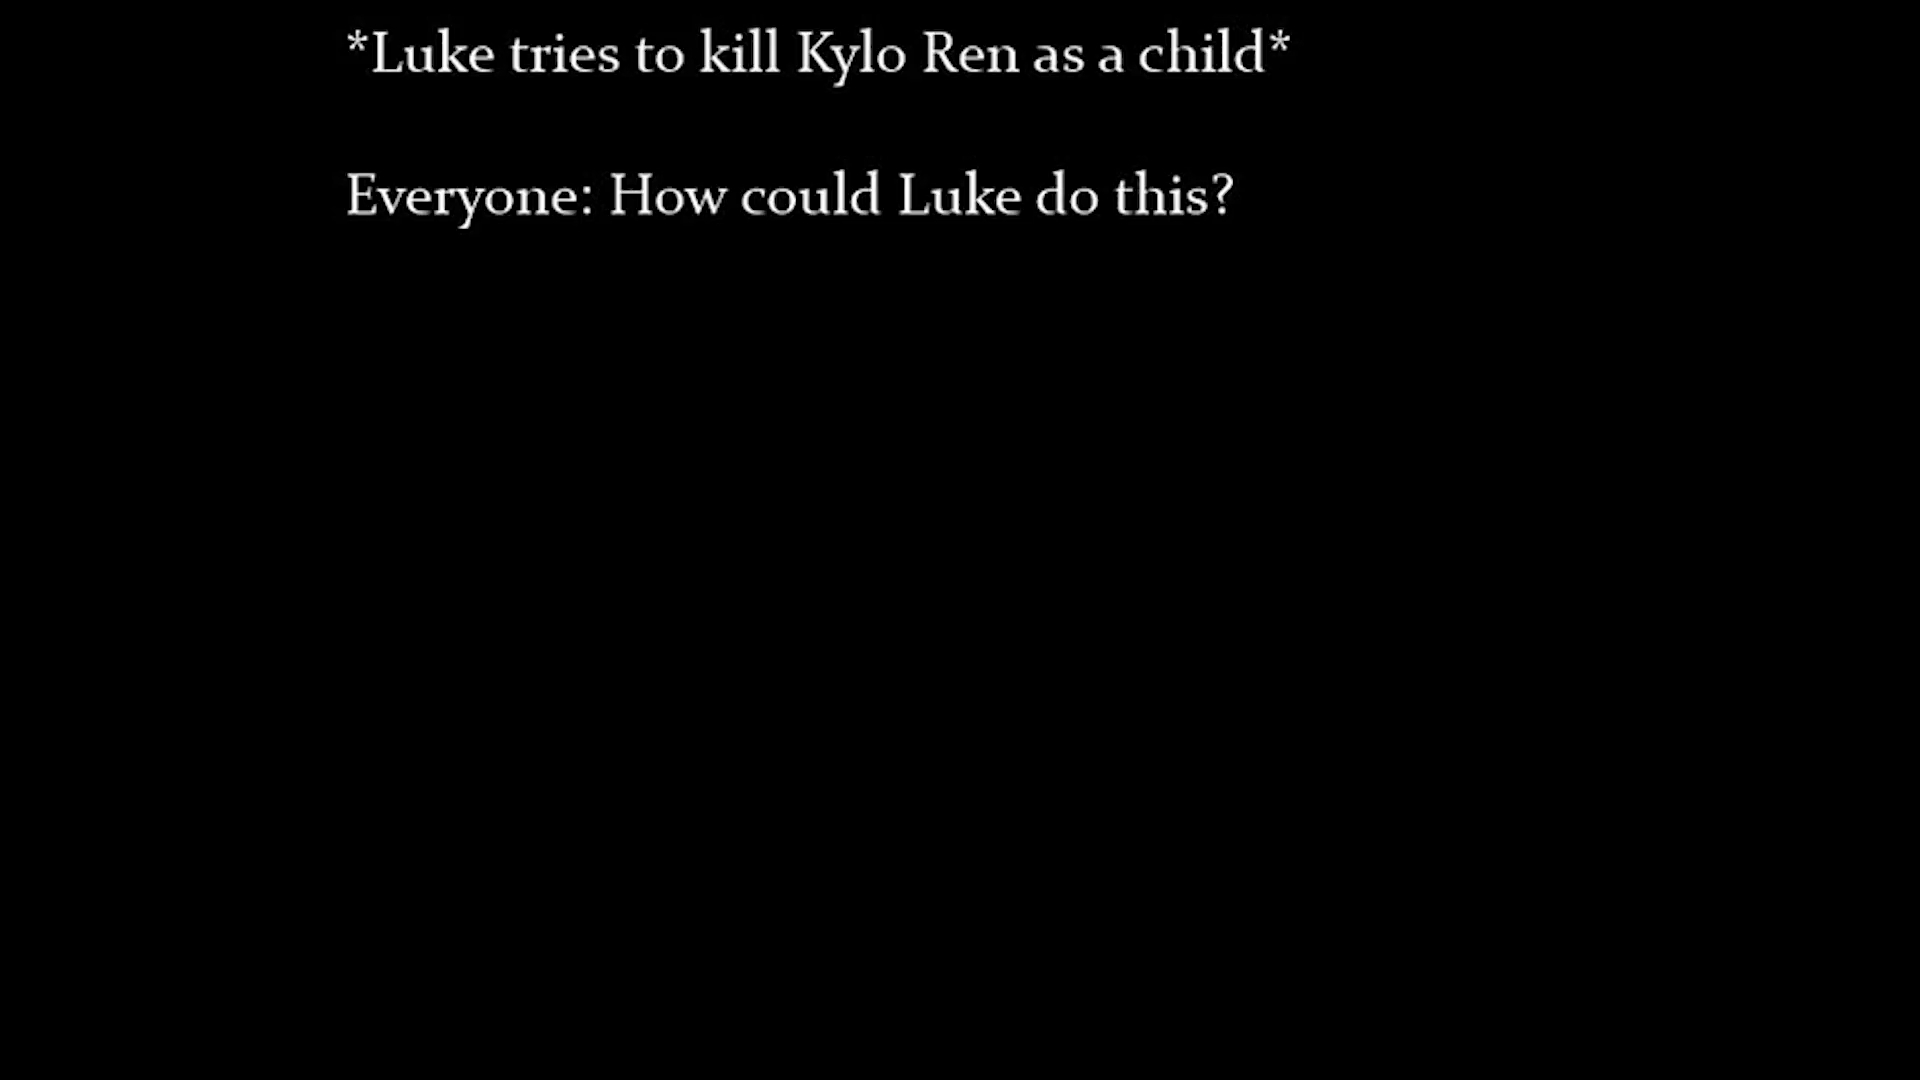 *Luke tries to kill Kylo Ren as a child*
Everyone: How could Luke do this?